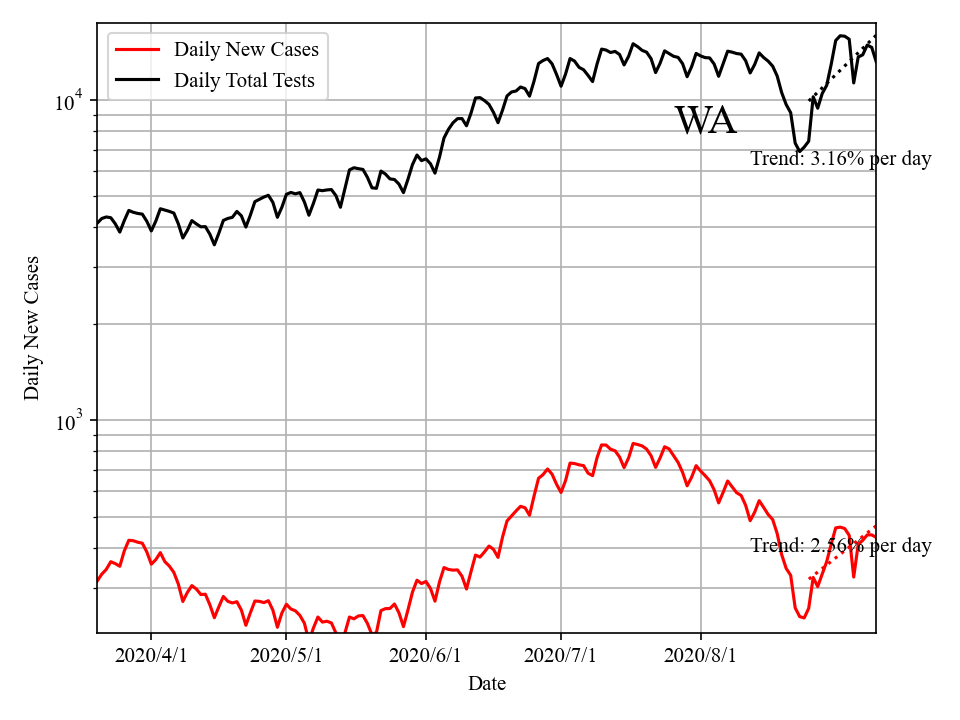 Daily New Cases
Daily Total Tests
10^4
WA
Trend: 3.16% per day
Daily New Cases
10^3
Trend: 2.56% per day
2020/4/1 2020/5/1 2020/6/1 2020/7/1 2020/8/1
Date